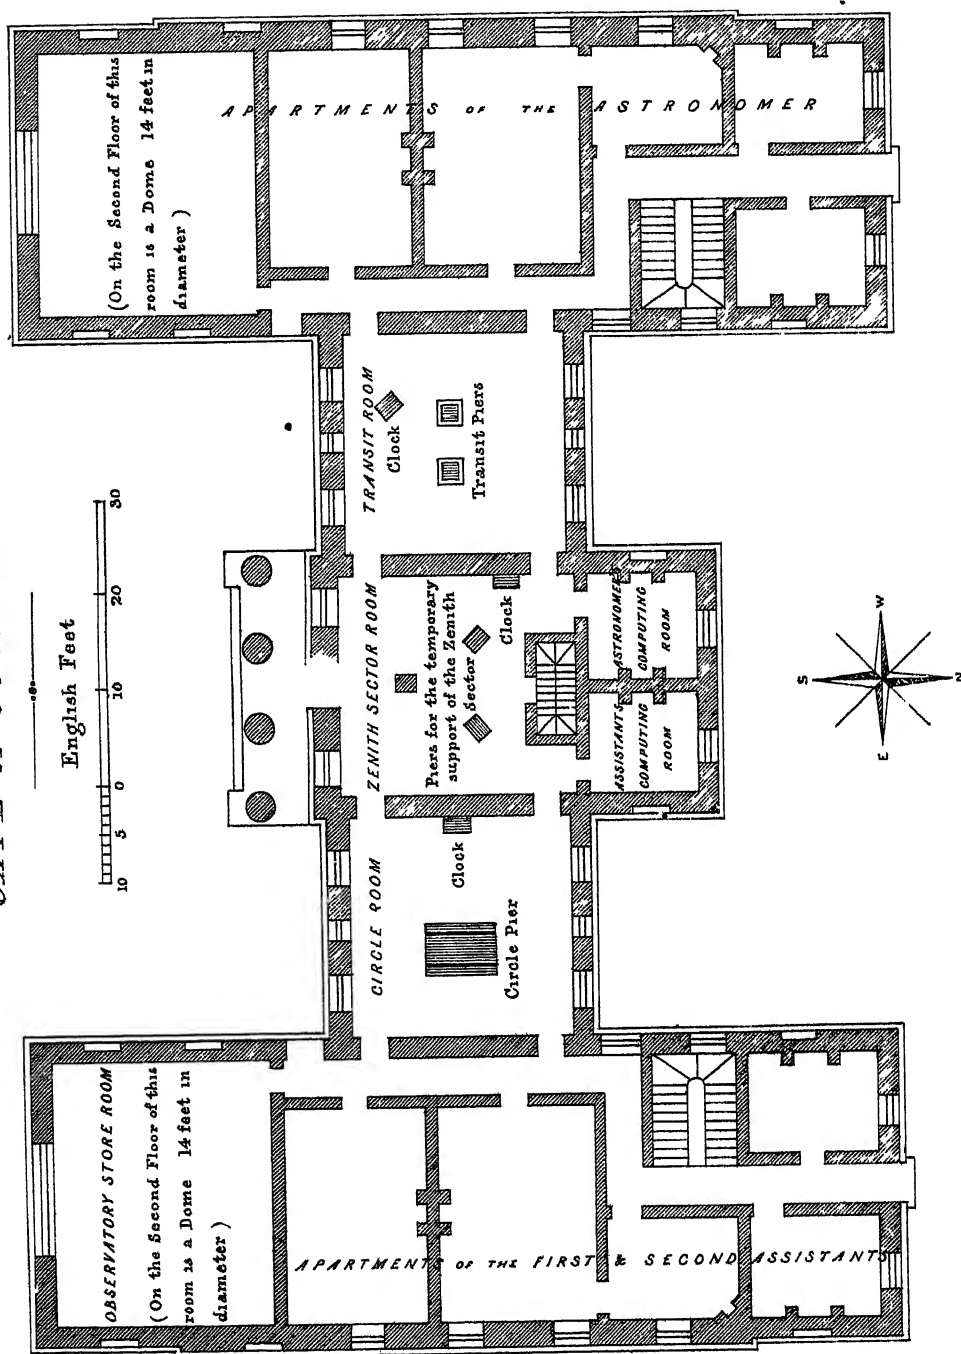 English Feet
10 5 0 10 20 30
OBSERVATORY STORE ROOM
(On the Second Floor of this
room is a Dome 14 feet in
diameter)
APARTMENTS OF THE FIRST & SECOND ASSISTANTS
CIRCLE ROOM
Clock
Circle Pier
ZENITH SECTOR ROOM
Piers for the temporary
support of the Zenith
Sector
Clock
ASSISTANTS
COMPUTING
ROOM
ASTRONOMERS
COMPUTING
ROOM
TRANSIT ROOM
Clock
Transit Piers
(On the Second Floor of this
room is a Dome 14 feet in
diameter)
APARTMENTS OF THE ASTRONOMER
S
W
E
N